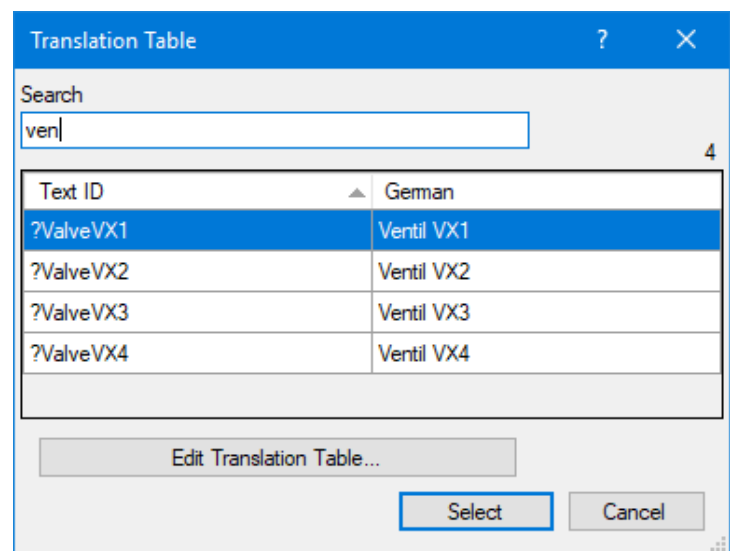 Translation Table ?
Search
ven
4
Text ID German
?ValveVX1 Ventil VX1
?ValveVX2 Ventil VX2
?ValveVX3 Ventil VX3
?ValveVX4 Ventil VX4
Edit Translation Table...
Select Cancel